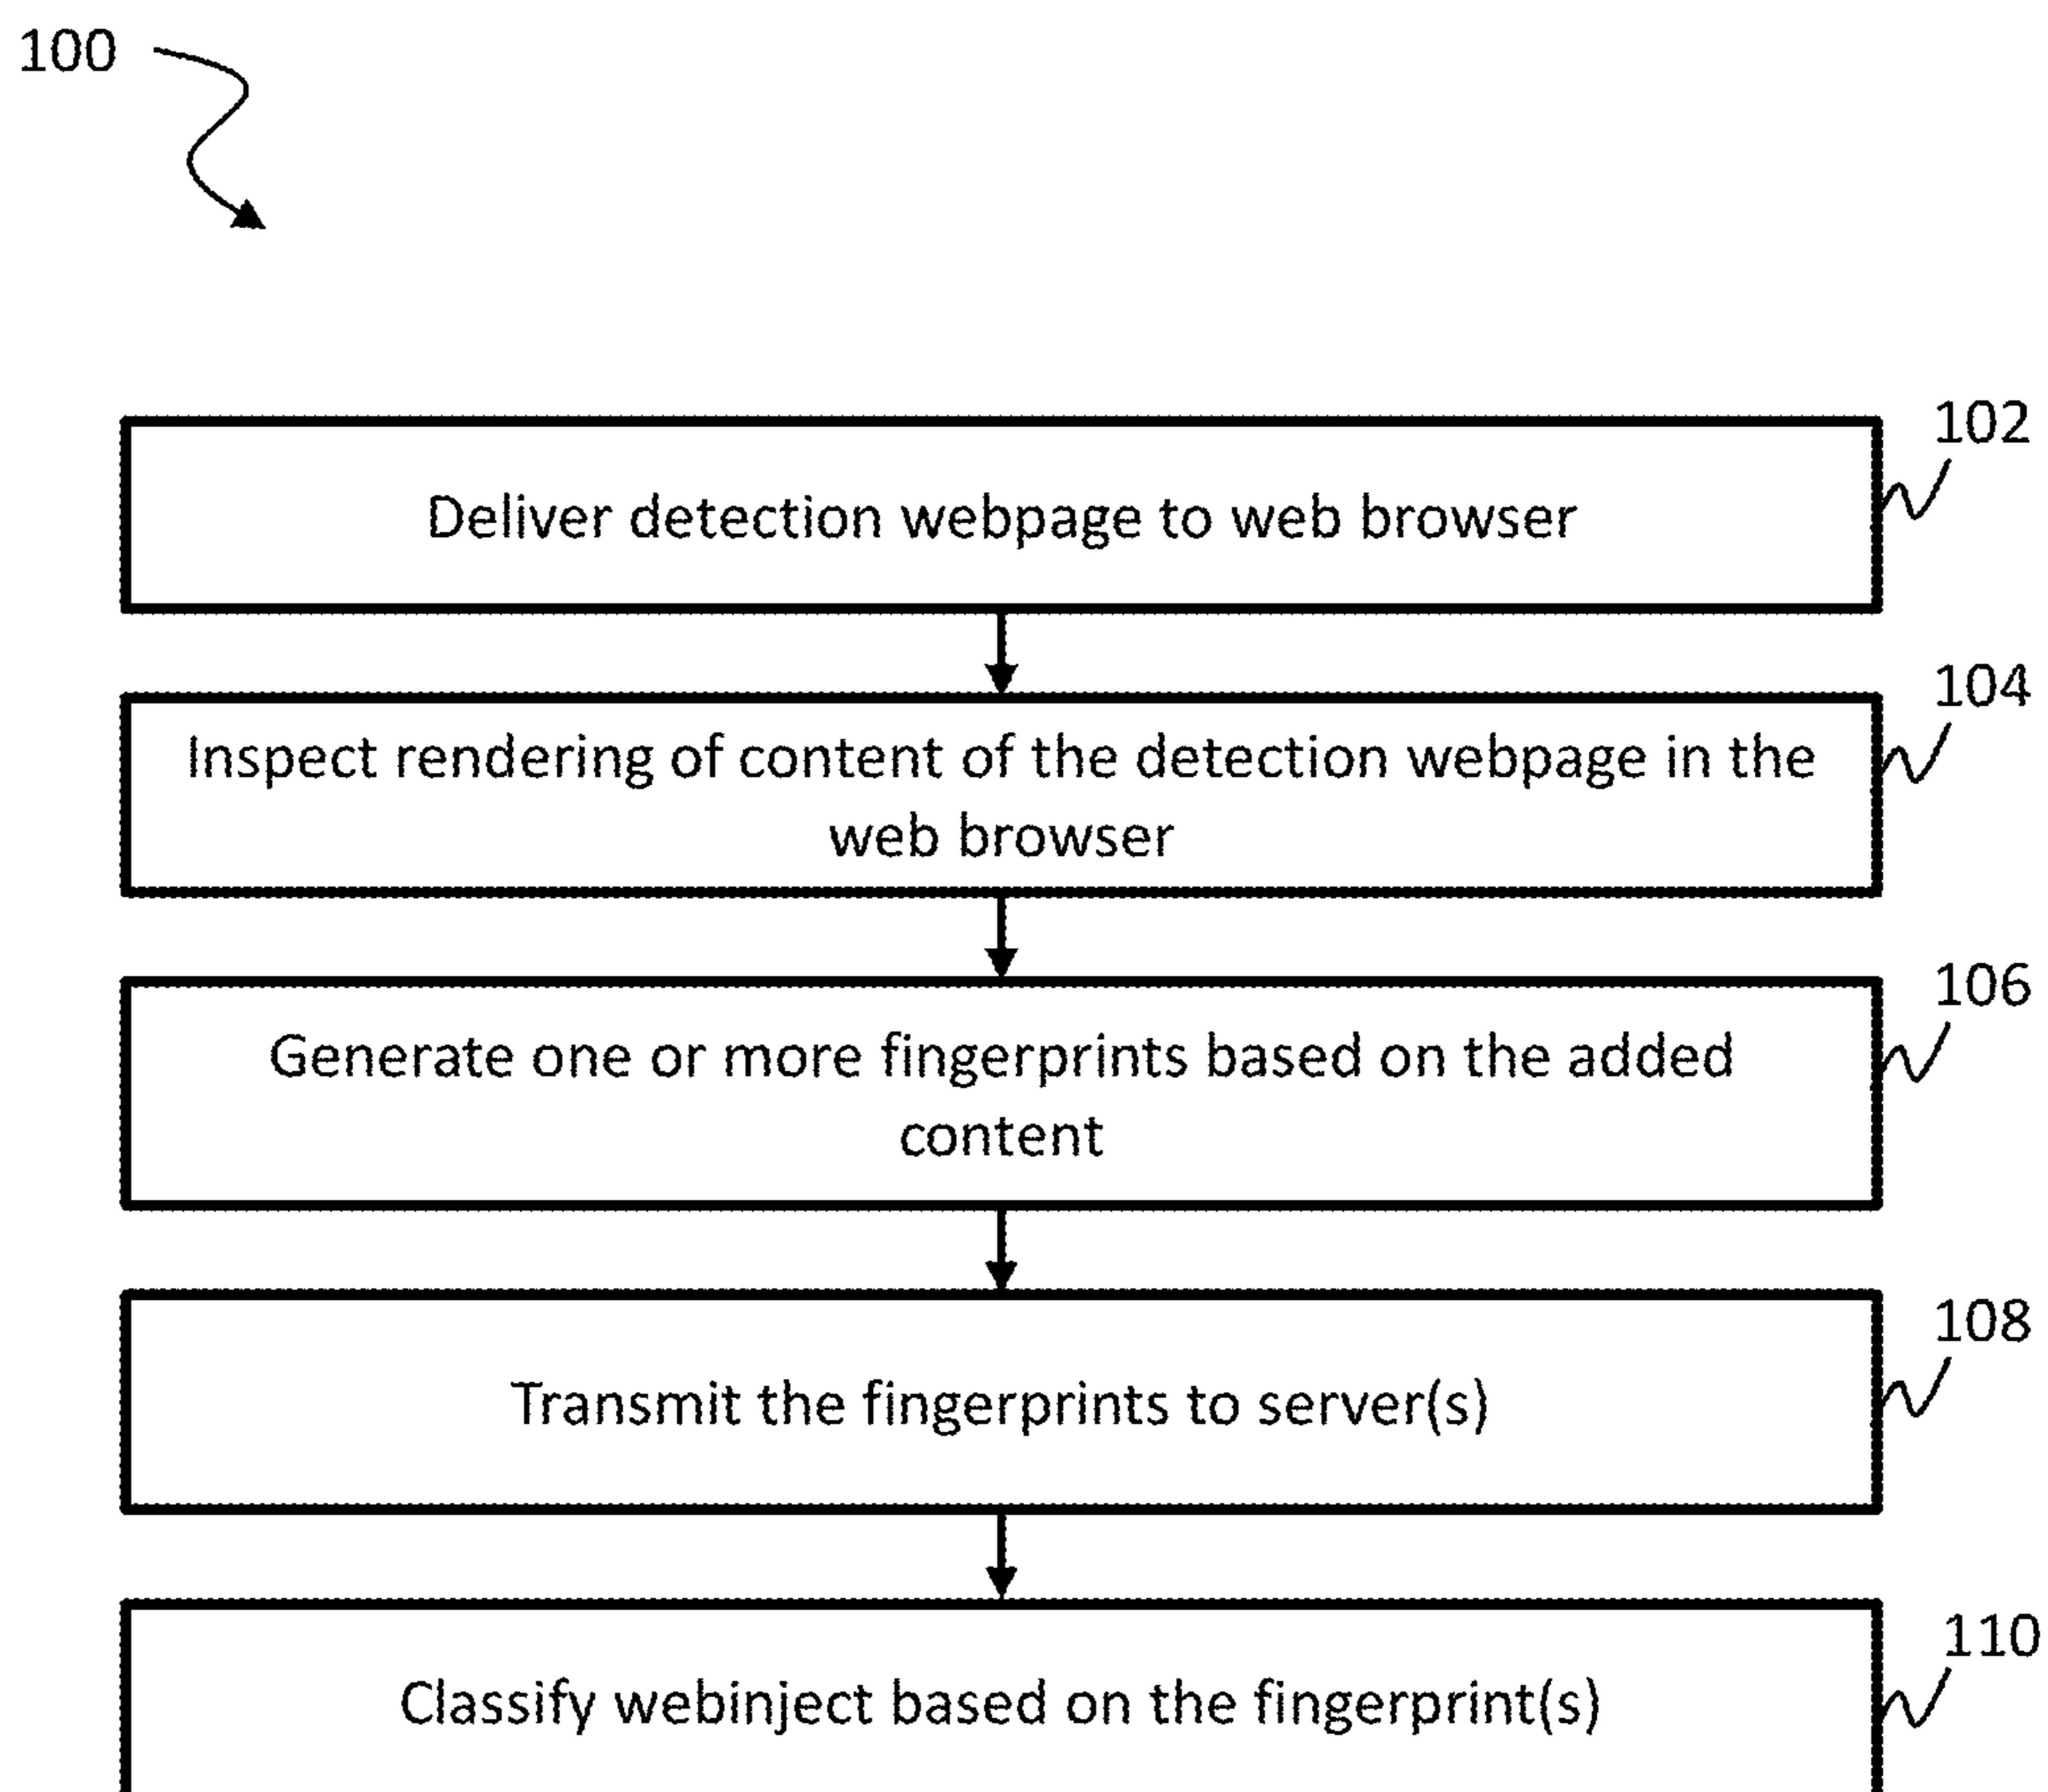 100
102
Deliver detection webpage to web browser
104
Inspect rendering of content of the detection webpage in the
web browser
106
Generate one or more fingerprints based on the added
content
108
Transmit the fingerprints to server(s)
110
Classify webinject based on the fingerprint(s)